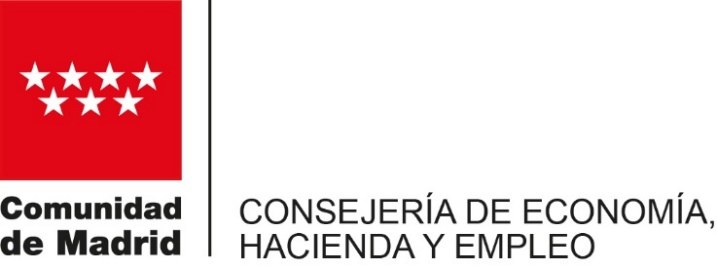 Comunidad
de Madrid
CONSEJERÍA DE ECONOMÍA,
HACIENDA Y EMPLEO